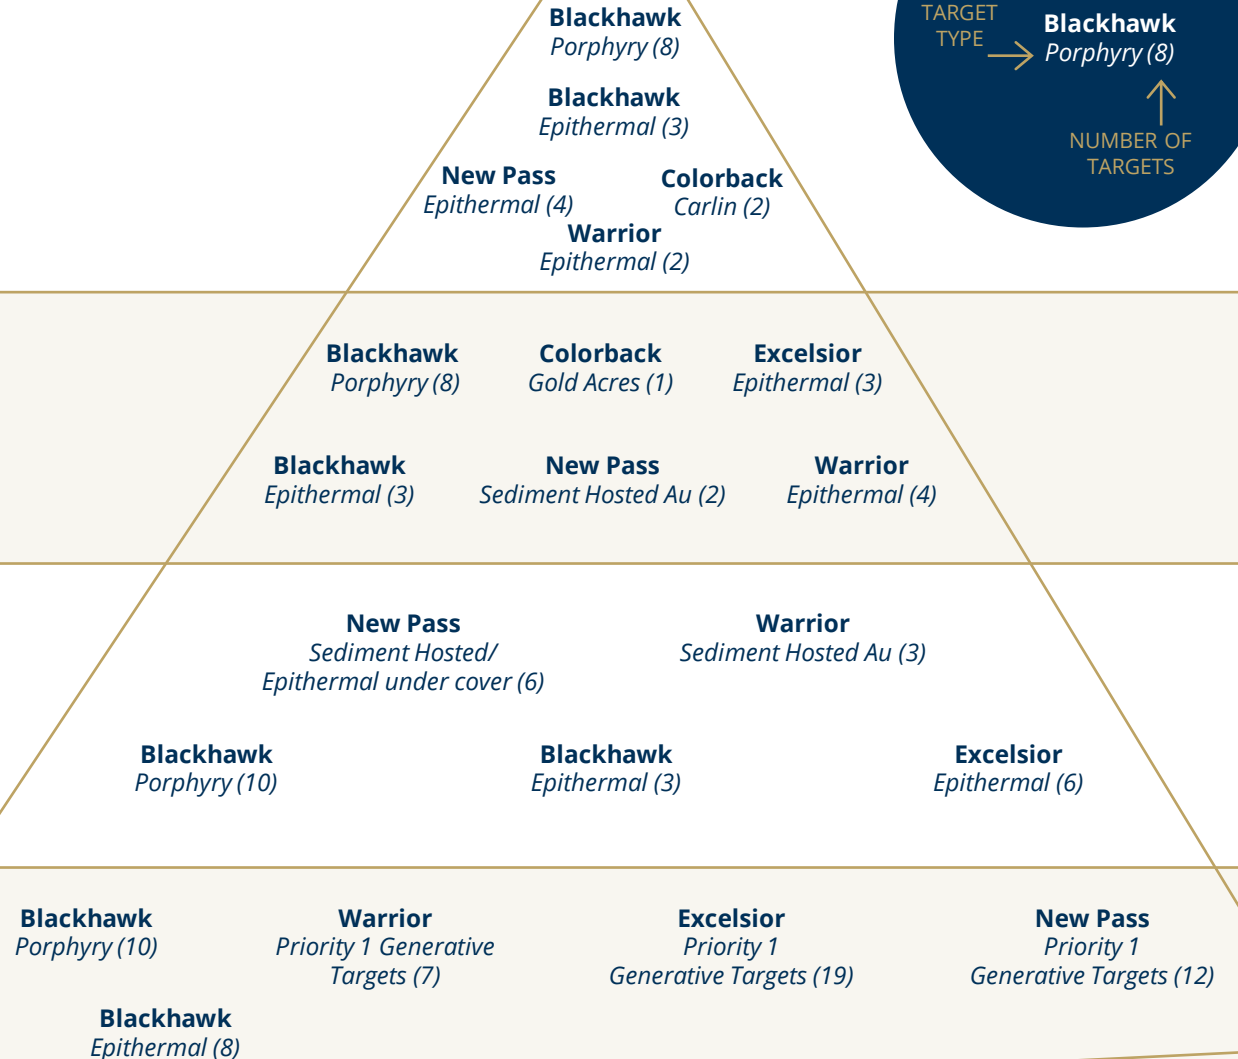 Blackhawk
Porphyry (8)
TARGET
TYPE
Blackhawk
Porphyry (8)
NUMBER OF
TARGETS
Blackhawk
Epithermal (3)
New Pass
Epithermal (4)
Colorback
Carlin (2)
Warrior
Epithermal (2)
Blackhawk
Porphyry (8)
Colorback
Gold Acres (1)
Excelsior
Epithermal (3)
Blackhawk
Epithermal (3)
New Pass
Sediment Hosted Au (2)
Warrior
Epithermal (4)
New Pass
Sediment Hosted/
Epithermal under cover (6)
Warrior
Sediment Hosted Au (3)
Blackhawk
Porphyry (10)
Blackhawk
Epithermal (3)
Excelsior
Epithermal (6)
Blackhawk
Porphyry (10)
Warrior
Priority 1 Generative
Targets (7)
Excelsior
Priority 1
Generative Targets (19)
New Pass
Priority 1
Generative Targets (12)
Blackhawk
Epithermal (8)